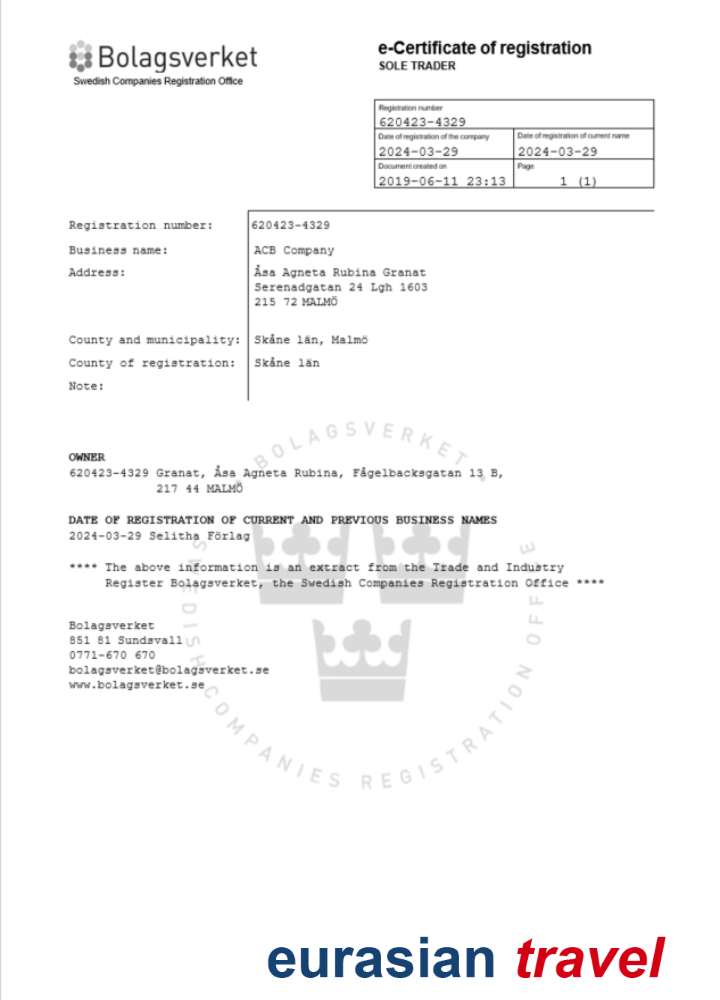 Bolagsverket
Swedish Companies Registration Office
e-Certificate of registration
SOLE TRADER
Registration number
620423-4329
Date of registration of the company
Date of registration of current name
2024-03-29
2024-03-29
Document created on
Page
2019-06-11 23:13
1 (1)
Registration number: 620423-4329
Business name: ACB Company
Address: Åsa Agneta Rubina Granat
Serenadgatan 24 Lgh 1603
215 72 MALMÖ
County and municipality: Skåne län, Malmö
County of registration: Skåne län
Note:
OWNER
620423-4329 Granat, Åsa Agneta Rubina, Fågelbacksgatan 13 B,
217 44 MALMÖ
DATE OF REGISTRATION OF CURRENT AND PREVIOUS BUSINESS NAMES
2024-03-29 Selitha Förlag
**** The above information is an extract from the Trade and Industry
Register Bolagsverket, the Swedish Companies Registration Office ****
Bolagsverket
851 81 Sundsvall
0771-670 670
bolagsverket@bolagsverket.se
www.bolagsverket.se
BOLAGSVERKET
SWEDISH COMPANIES REGISTRATION OFFICE
eurasian travel